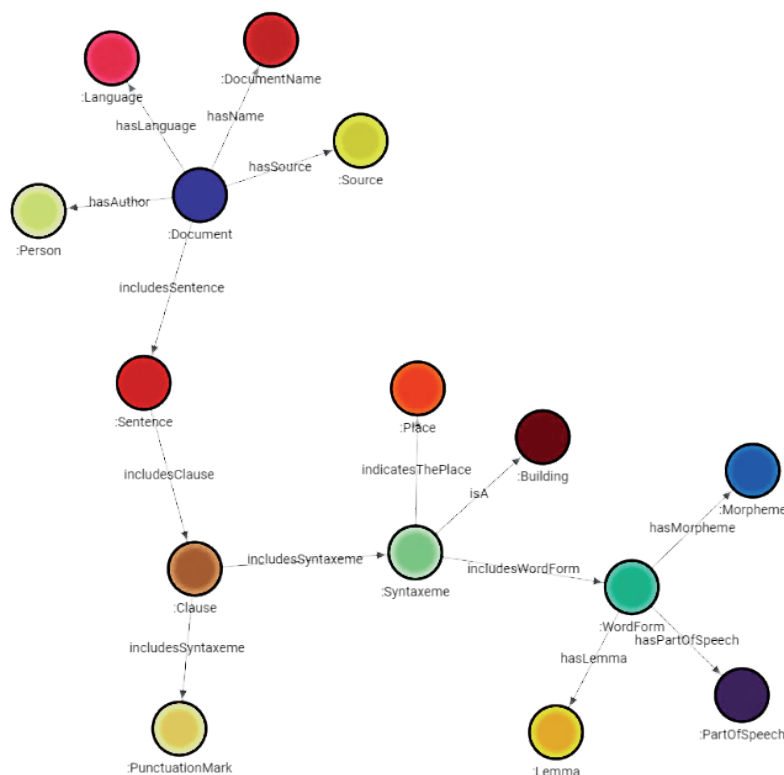 :DocumentName
:Language
hasName
hasLanguage
hasSource
:Source
hasAuthor
:Document
:Person
includesSentence
:Sentence
:Place
includesClause
indicatesThePlace
isA
:Building
:Morpheme
hasMorpheme
includesSyntaxeme
includesWordForm
:Syntaxeme
:Clause
:WordForm
hasPartOfSpeech
includesSyntaxeme
hasLemma
:PartOfSpeech
:PunctuationMark
:Lemma